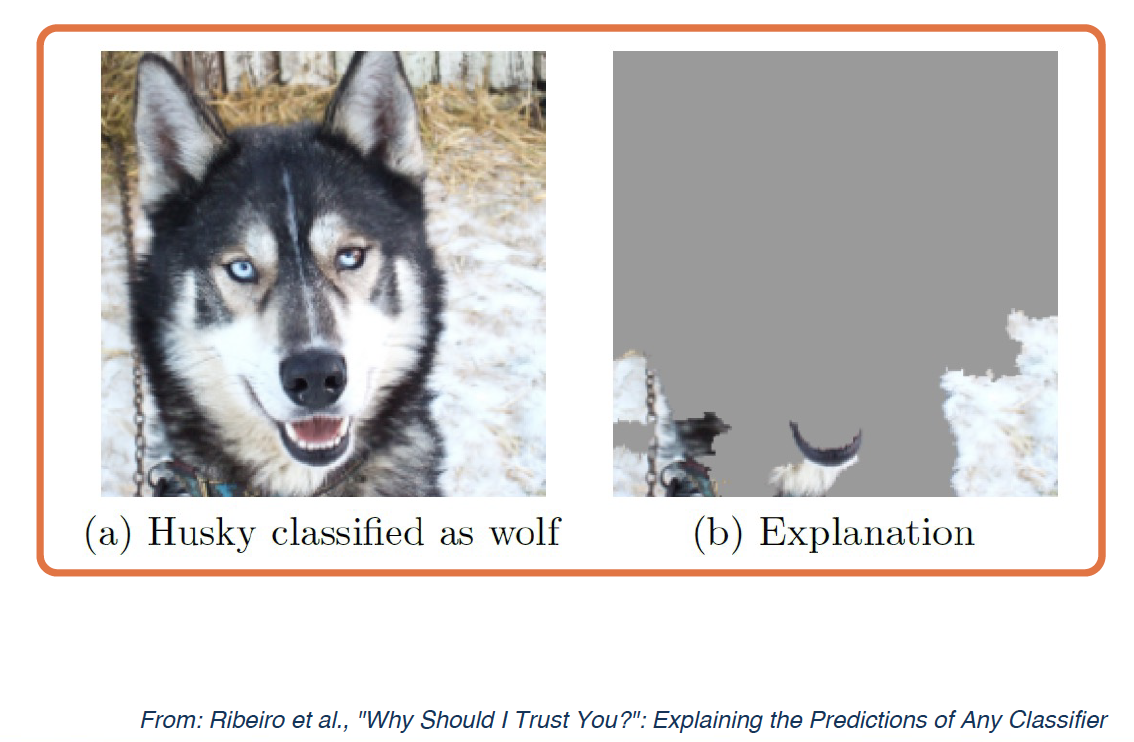 (a) Husky classified as wolf
(b) Explanation
From: Ribeiro et al., "Why Should I Trust You?": Explaining the Predictions of Any Classifier